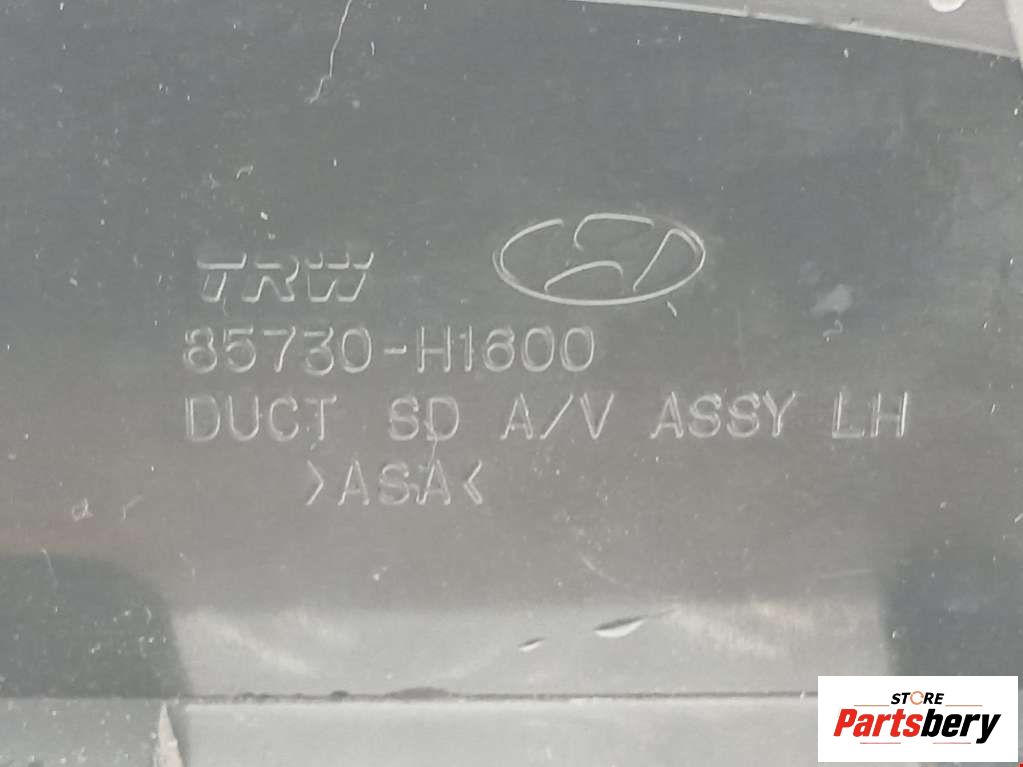 TRW
85730-H1600
DUCT SD A/V ASSY LH
>ASA<
STORE
Partsbery